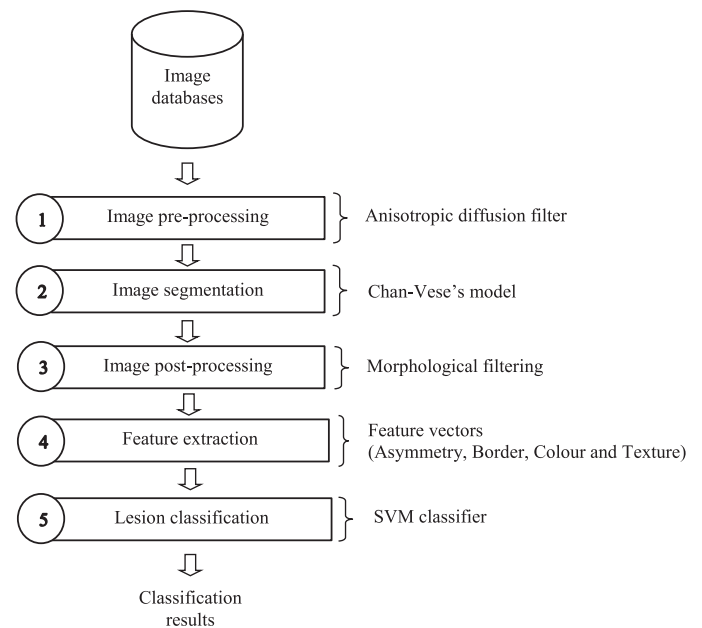 Image
databases
1
Image pre-processing
Anisotropic diffusion filter
2
Image segmentation
Chan-Vese's model
3
Image post-processing
Morphological filtering
4
Feature extraction
Feature vectors
(Asymmetry, Border, Colour and Texture)
5
Lesion classification
SVM classifier
Classification
results